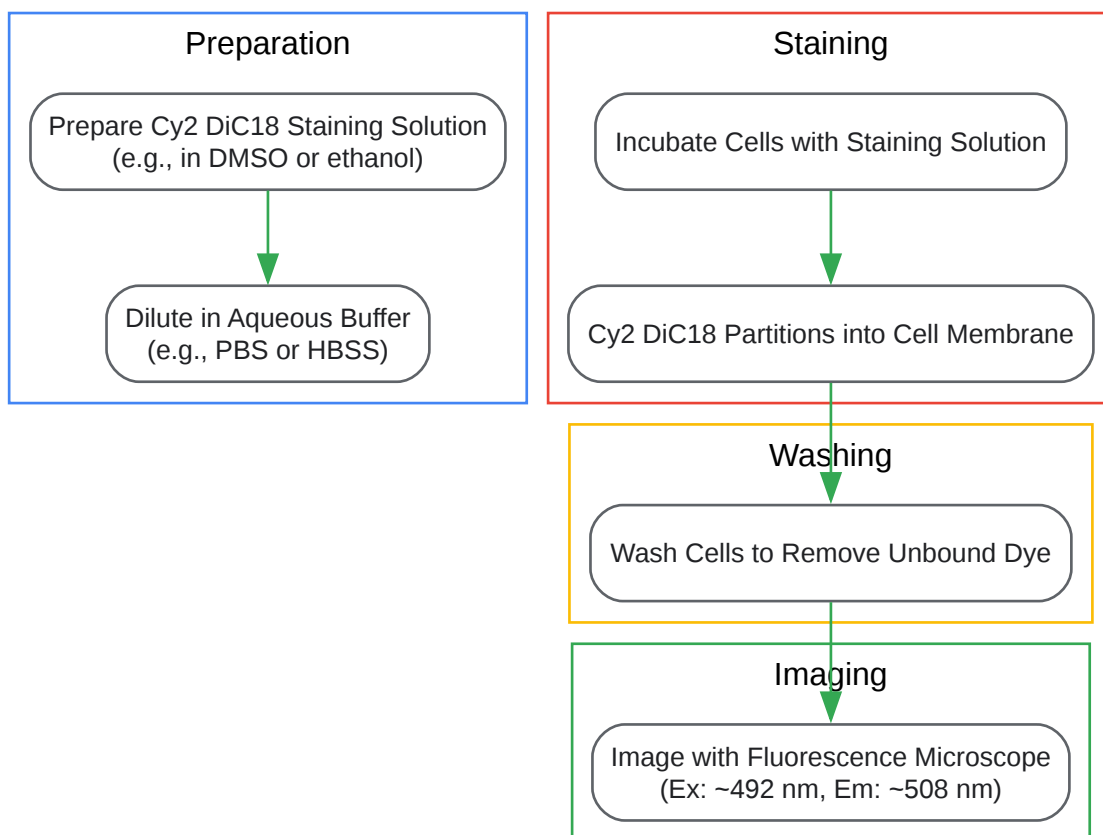 Preparation
Prepare Cy2 DiC18 Staining Solution
(e.g., in DMSO or ethanol)
Dilute in Aqueous Buffer
(e.g., PBS or HBSS)
Staining
Incubate Cells with Staining Solution
Cy2 DiC18 Partitions into Cell Membrane
Washing
Wash Cells to Remove Unbound Dye
Imaging
Image with Fluorescence Microscope
(Ex: ~492 nm, Em: ~508 nm)